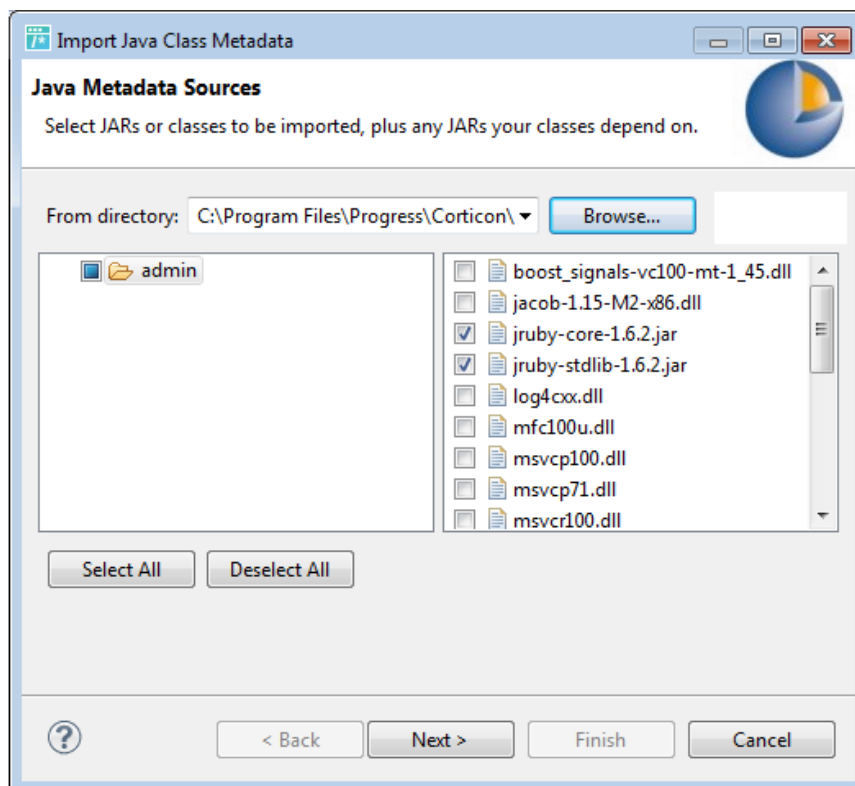 Import Java Class Metadata
Java Metadata Sources
Select JARs or classes to be imported, plus any JARs your classes depend on.
From directory: C:\Program Files\Progress\Corticon\ Browse...
admin
boost_signals-vc100-mt-1_45.dll
jacob-1.15-M2-x86.dll
jruby-core-1.6.2.jar
jruby-stdlib-1.6.2.jar
log4cxx.dll
mfc100u.dll
msvcp100.dll
msvcp71.dll
msvcr100.dll
Select All Deselect All
? < Back Next > Finish Cancel